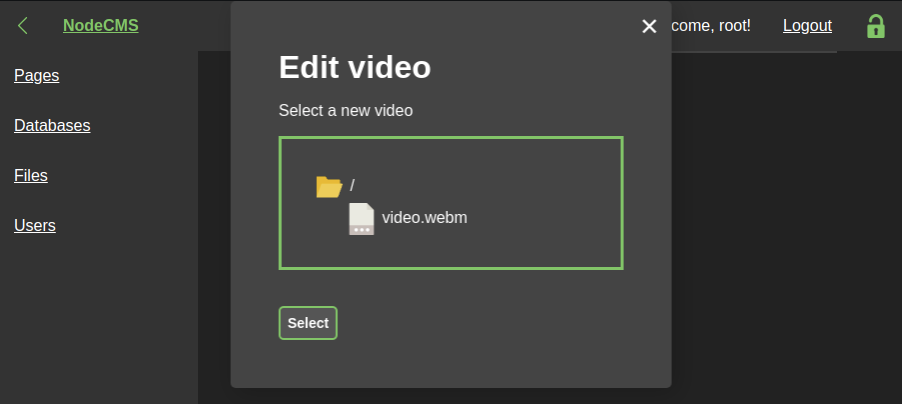 NodeCMS
come, root!
Logout
Pages
Databases
Files
Users
Edit video
Select a new video
/
video.webm
Select